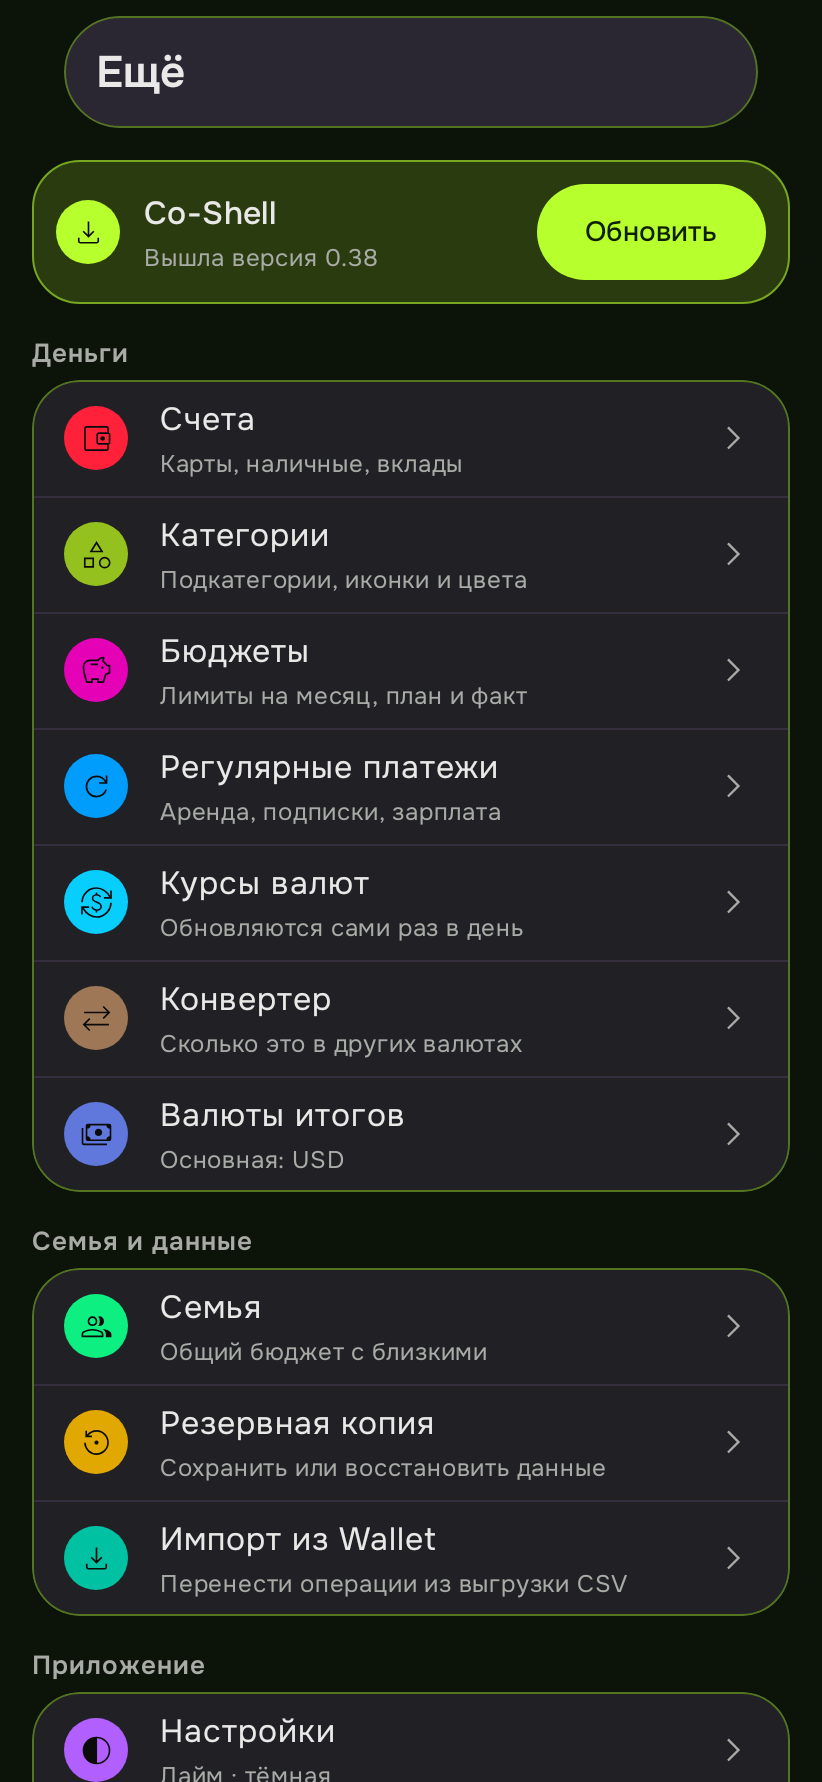 Ещё
Co-Shell
Вышла версия 0.38
Обновить
Деньги
Счета
Карты, наличные, вклады
Категории
Подкатегории, иконки и цвета
Бюджеты
Лимиты на месяц, план и факт
Регулярные платежи
Аренда, подписки, зарплата
Курсы валют
Обновляются сами раз в день
Конвертер
Сколько это в других валютах
Валюты итогов
Основная: USD
Семья и данные
Семья
Общий бюджет с близкими
Резервная копия
Сохранить или восстановить данные
Импорт из Wallet
Перенести операции из выгрузки CSV
Приложение
Настройки
Лайм · тёмная